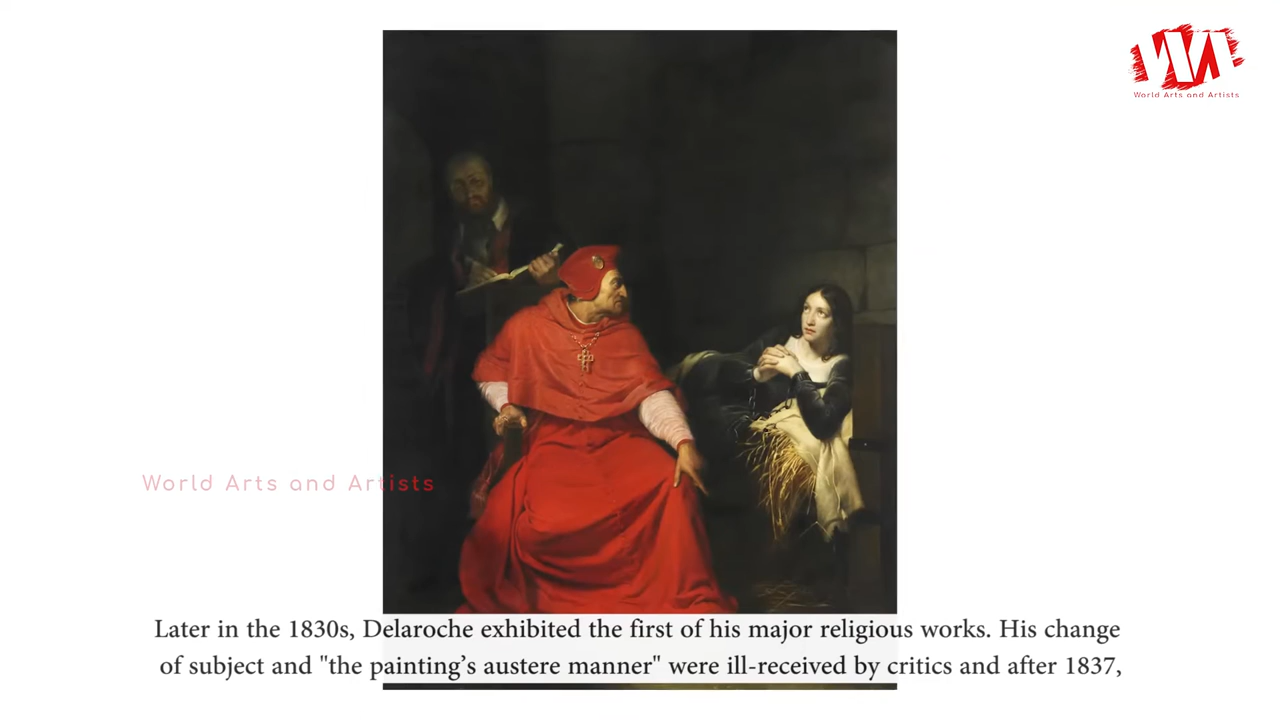 World Arts and Artists
World Arts and Artists
Later in the 1830s, Delaroche exhibited the first of his major religious works. His change
of subject and "the painting’s austere manner" were ill-received by critics and after 1837,